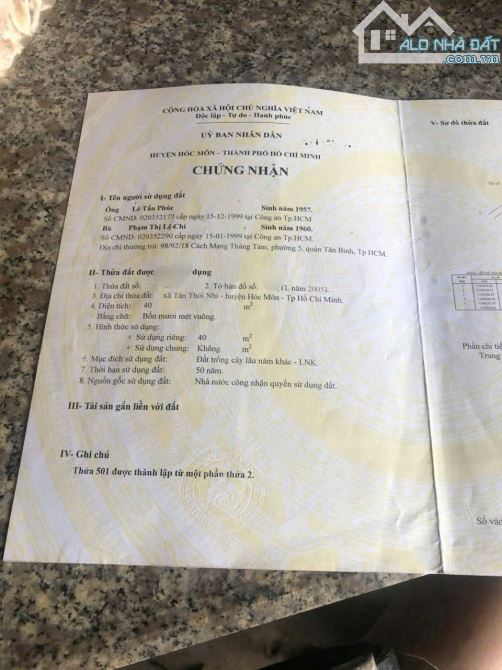 ALO NHÀ ĐẤT
.com.vn
CỘNG HÒA XÃ HỘI CHỦ NGHĨA VIỆT NAM
Độc lập - Tự do - Hạnh phúc
UỶ BAN NHÂN DÂN
HUYỆN HÓC MÔN – THÀNH PHỐ HỒ CHÍ MINH
CHỨNG NHẬN
I- Tên người sử dụng đất
Ông Lê Tấn Phúc Sinh năm 1957.
Số CMND: 020352177 cấp ngày 15-12-1999 tại Công an Tp.HCM
Bà Phạm Thị Lệ Chi Sinh năm 1960.
Số CMND: 020352290 cấp ngày 15-01-1999 tại Công an Tp.HCM.
Địa chỉ thường trú: 98/92/18 Cách Mạng Tháng Tám, phường 5, quận Tân Bình, Tp HCM.
II- Thửa đất được dụng
1. Thửa đất số: 2. Tờ bản đồ số: (TL năm 2005).
3. Địa chỉ thửa đất: xã Tân Thới Nhì - huyện Hóc Môn - Tp Hồ Chí Minh.
4. Diện tích: 40 m2
Bằng chữ: Bốn mươi mét vuông.
5. Hình thức sử dụng:
+ Sử dụng riêng: 40 m2
+ Sử dụng chung: Không m2
6. Mục đích sử dụng đất: Đất trồng cây lâu năm khác - LNK.
7. Thời hạn sử dụng đất: 50 năm.
8. Nguồn gốc sử dụng đất: Nhà nước công nhận quyền sử dụng đất.
III- Tài sản gắn liền với đất
IV- Ghi chú
Thửa 501 được thành lập từ một phần thửa 2.
V- Sơ đồ thửa đất
Phần chi tiế
Trung
Số vào